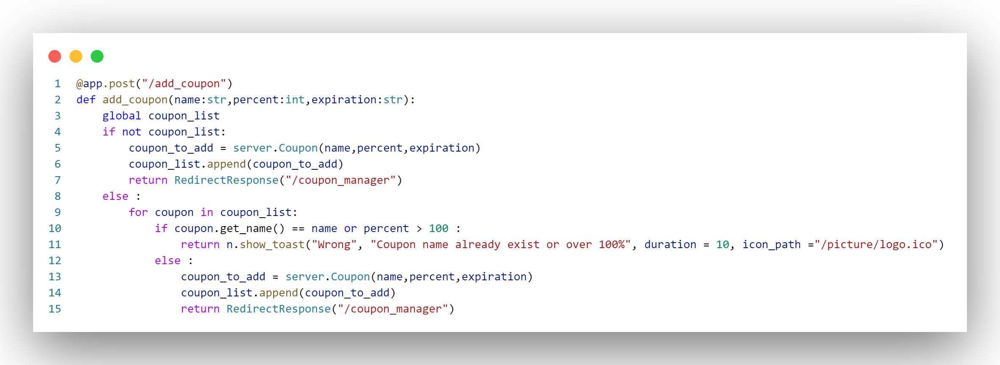 1 @app.post("/add_coupon")
2 def add_coupon(name:str,percent:int,expiration:str):
3     global coupon_list
4     if not coupon_list:
5         coupon_to_add = server.Coupon(name,percent,expiration)
6         coupon_list.append(coupon_to_add)
7         return RedirectResponse("/coupon_manager")
8     else :
9         for coupon in coupon_list:
10             if coupon.get_name() == name or percent > 100 :
11                 return n.show_toast("Wrong", "Coupon name already exist or over 100%", duration = 10, icon_path ="/picture/logo.ico")
12             else :
13                 coupon_to_add = server.Coupon(name,percent,expiration)
14                 coupon_list.append(coupon_to_add)
15                 return RedirectResponse("/coupon_manager")